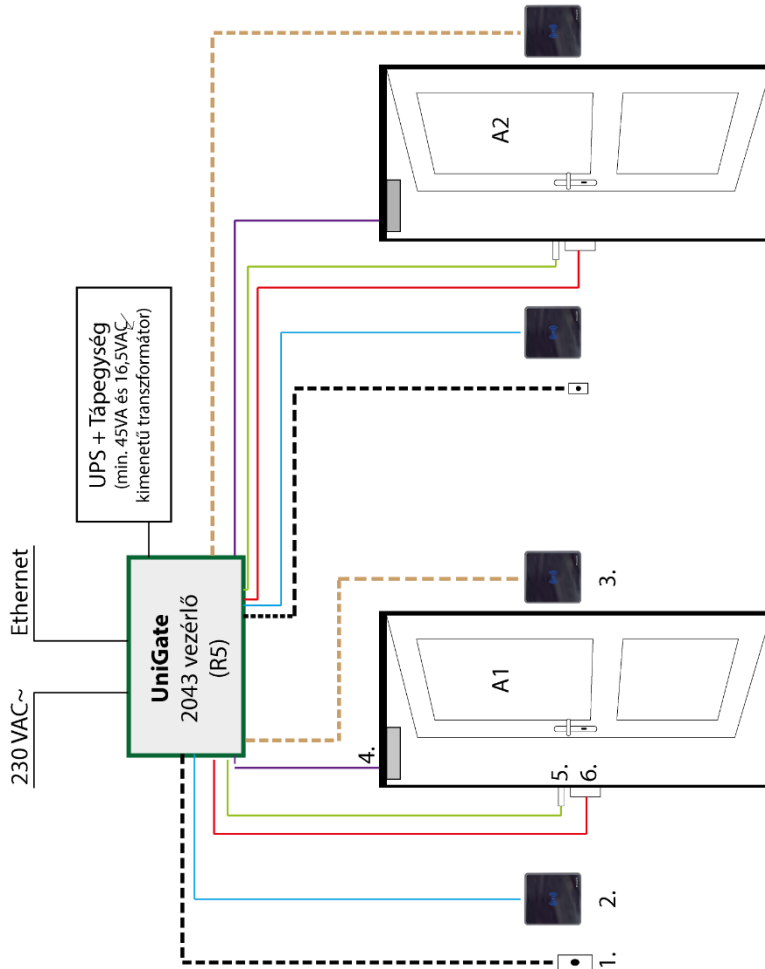 230 VAC~
Ethernet
UPS + Tápegység
(min. 45VA és 16,5VAC
kimenetű transzformátor)
UniGate
2043 vezérlő
(R5)
A1
A2
1.
2.
3.
4.
5.
6.